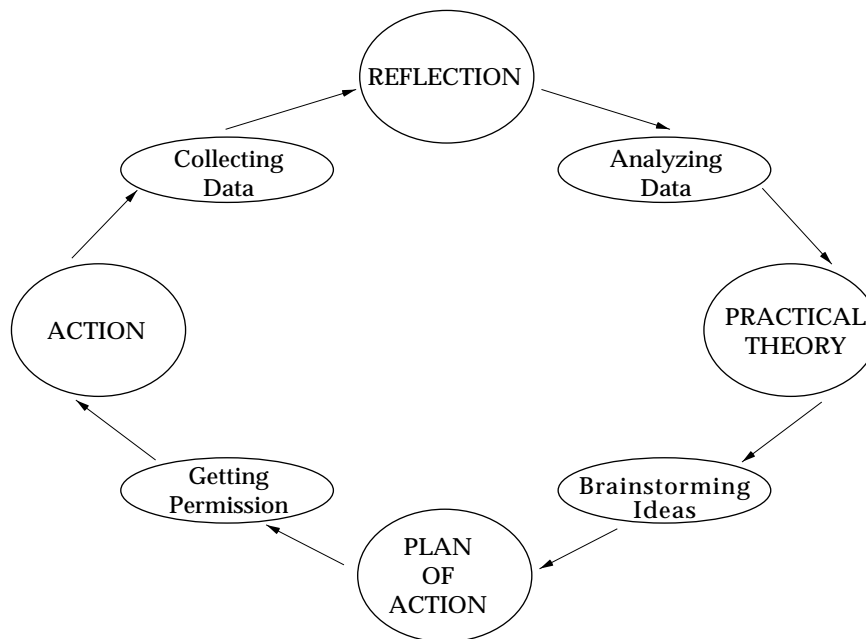 REFLECTION
Collecting
Data
Analyzing
Data
ACTION
PRACTICAL
THEORY
Getting
Permission
Brainstorming
Ideas
PLAN
OF
ACTION